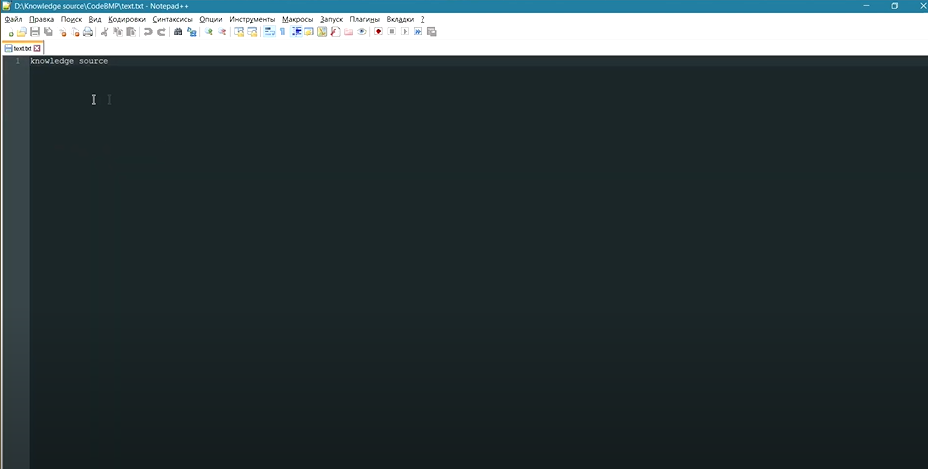 D:\Knowledge source\CodeBMP\text.txt - Notepad++
Файл Правка Поиск Вид Кодировки Синтаксисы Опции Инструменты Макросы Запуск Плагины Вкладки ?
text.txt
1 knowledge source